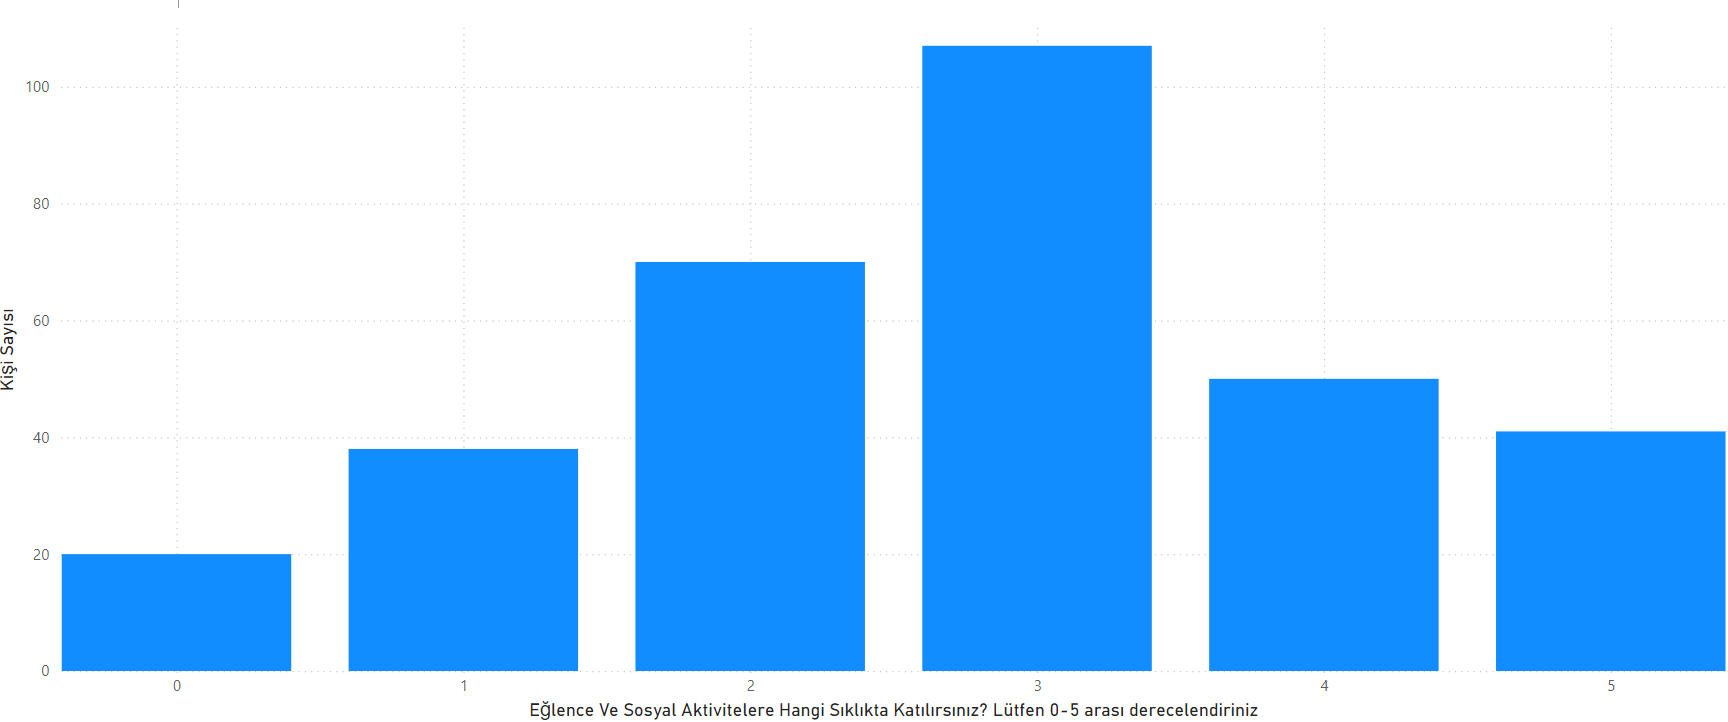 100
80
60
40
20
0
Kişi Sayısı
0 1 2 3 4 5
Eğlence Ve Sosyal Aktivitelere Hangi Sıklıkta Katılırsınız? Lütfen 0-5 arası derecelendiriniz